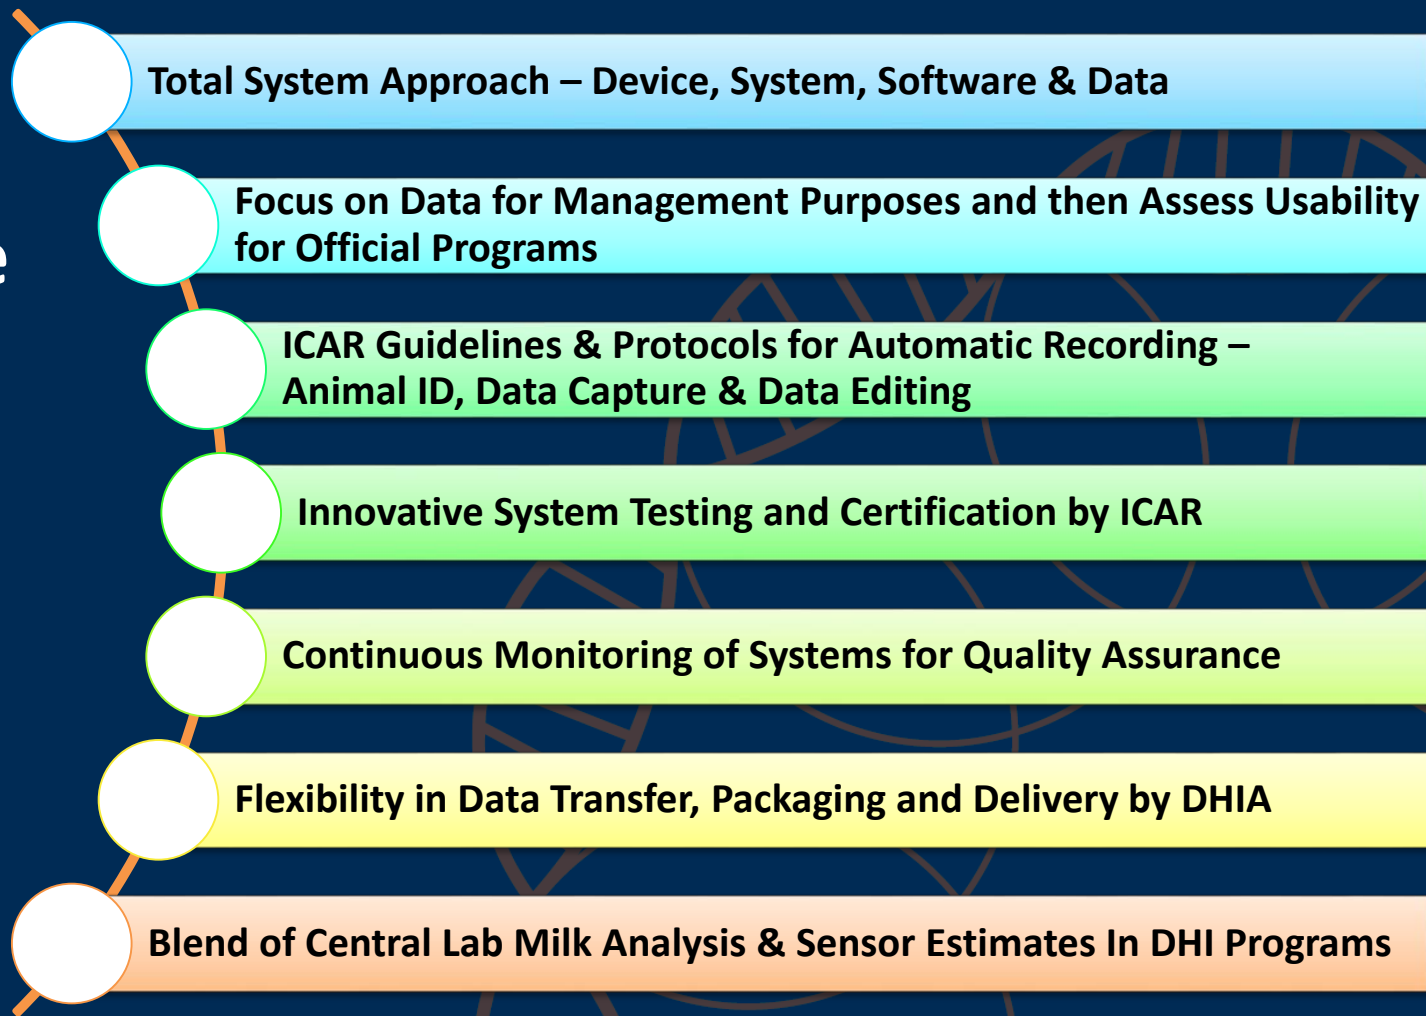 Total System Approach – Device, System, Software & Data
Focus on Data for Management Purposes and then Assess Usability
for Official Programs
ICAR Guidelines & Protocols for Automatic Recording –
Animal ID, Data Capture & Data Editing
Innovative System Testing and Certification by ICAR
Continuous Monitoring of Systems for Quality Assurance
Flexibility in Data Transfer, Packaging and Delivery by DHIA
Blend of Central Lab Milk Analysis & Sensor Estimates In DHI Programs